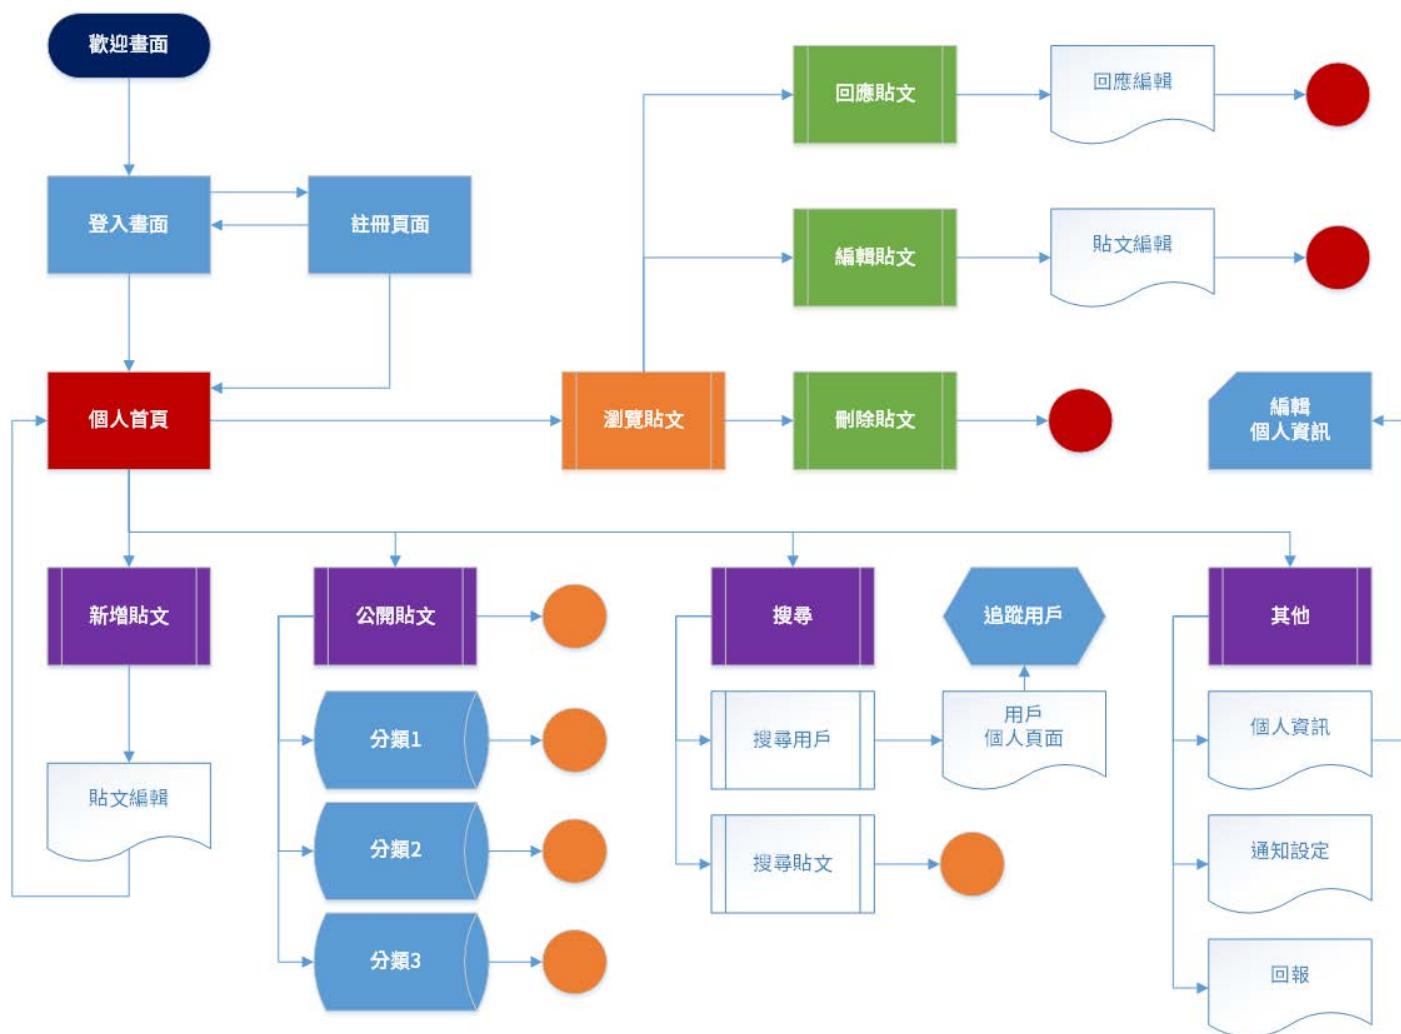 歡迎畫面
登入畫面
註冊頁面
個人首頁
回應貼文
回應編輯
編輯貼文
貼文編輯
瀏覽貼文
刪除貼文
編輯
個人資訊
新增貼文
貼文編輯
公開貼文
分類1
分類2
分類3
搜尋
搜尋用戶
搜尋貼文
追蹤用戶
用戶
個人頁面
其他
個人資訊
通知設定
回報